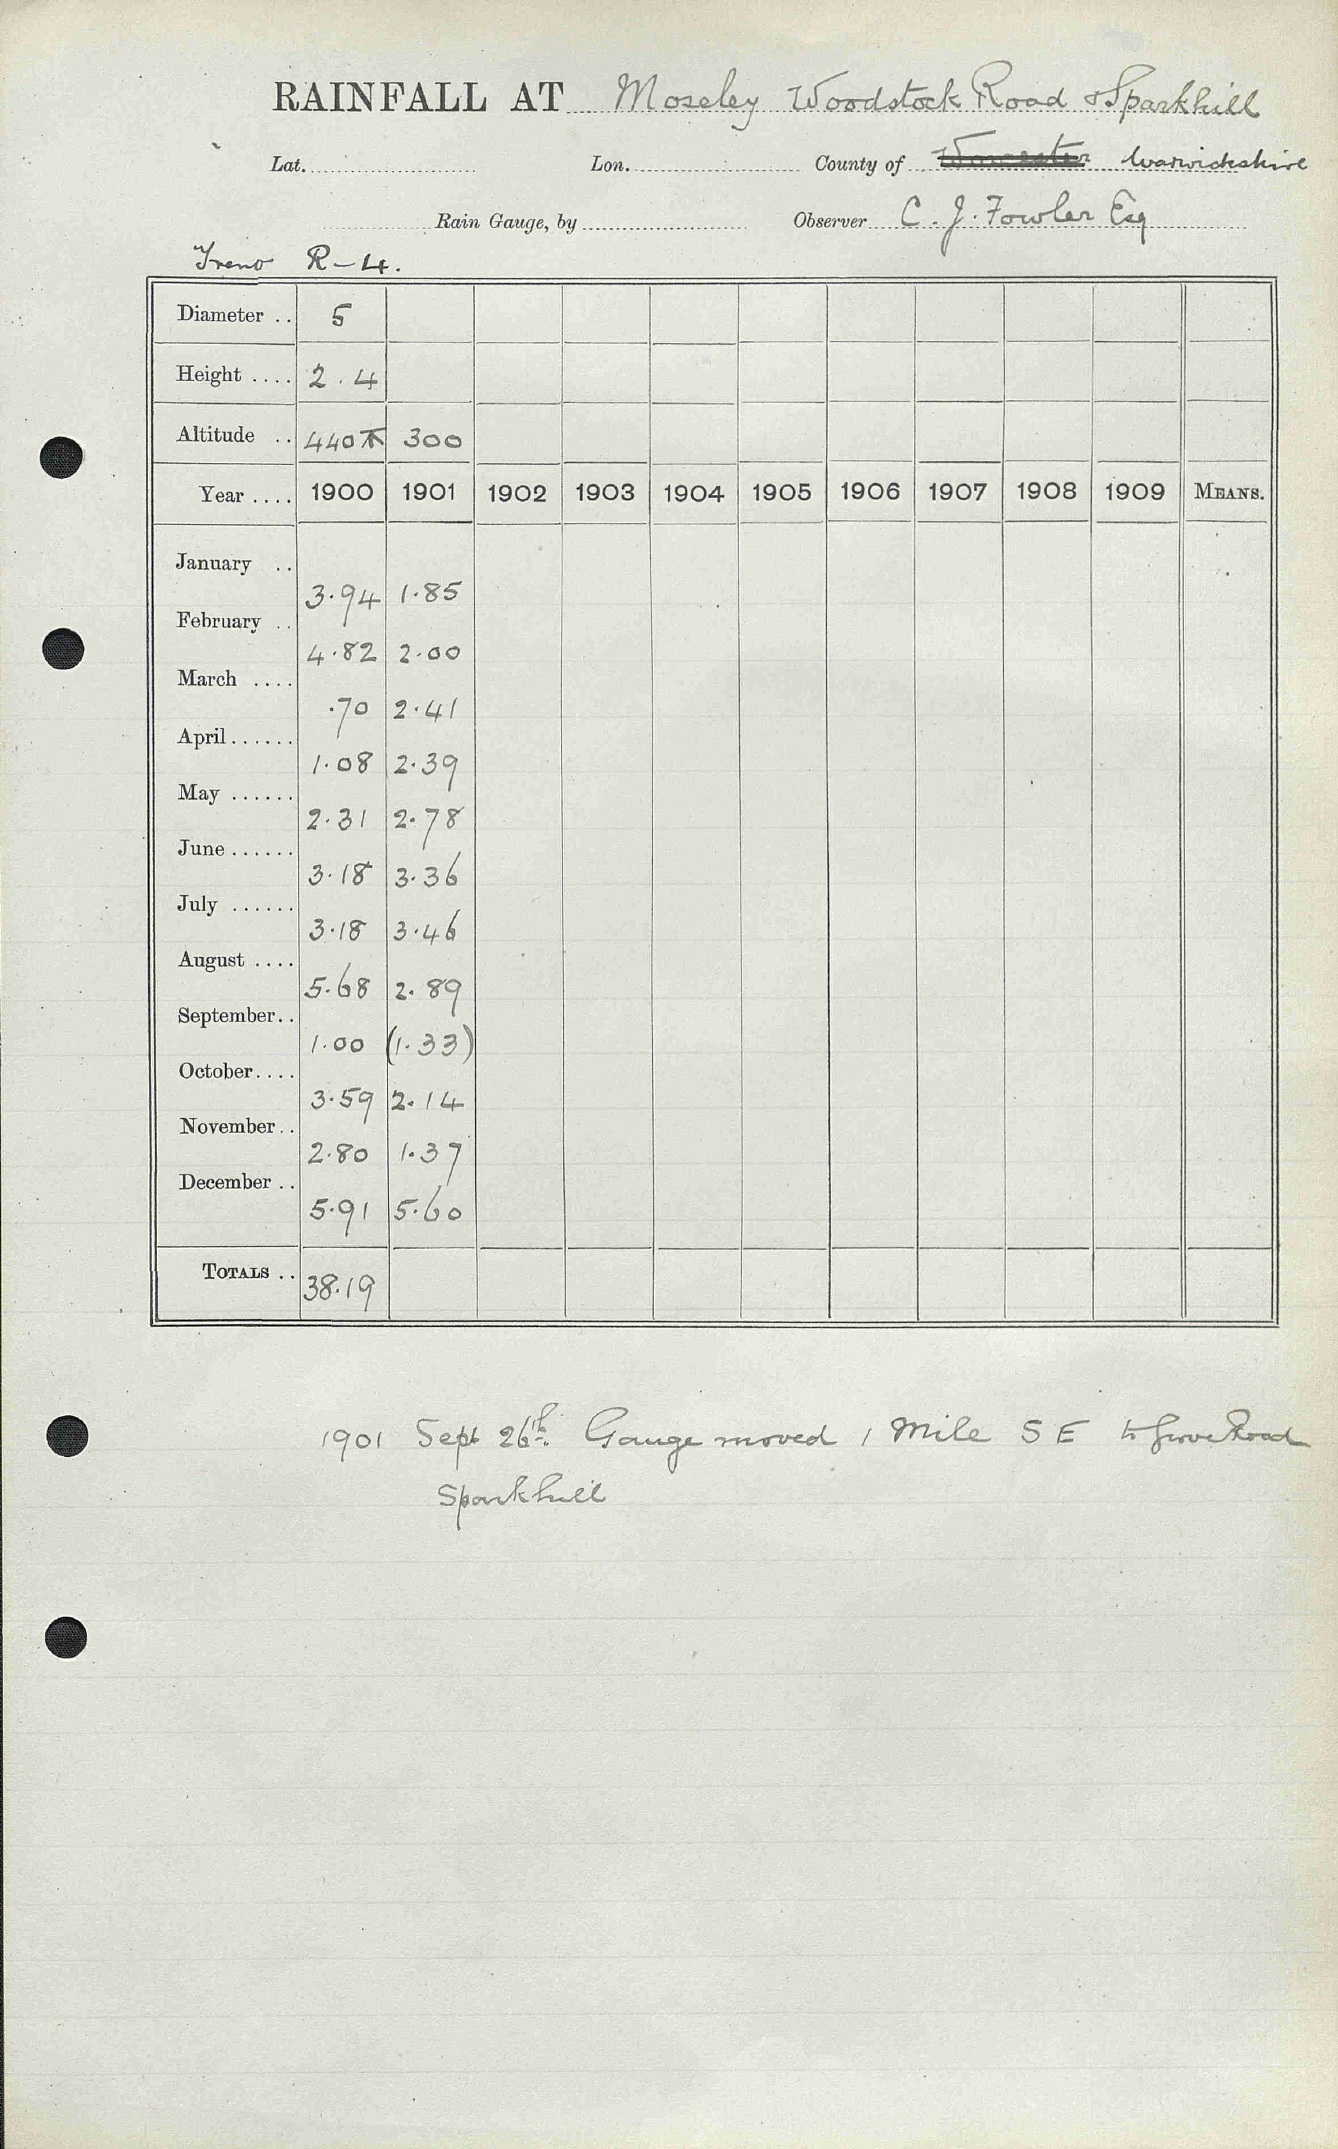 RAINFALL AT Moseley Woodstock Road & Sparkhill
Lat. Lon. County of Worcester Warwickshire
Rain Gauge, by Observer C. J. Fowler Esq
R-4.
Diameter .. 5
Height .... 2.4
Altitude .. 440 300
Year .... 1900 1901 1902 1903 1904 1905 1906 1907 1908 1909 MEANS.
January .. 3.94 1.85
February .. 4.82 2.00
March .... .70 2.41
April ...... 1.08 2.39
May ...... 2.31 2.78
June ...... 3.18 3.36
July ...... 3.18 3.46
August .... 5.68 2.89
September.. 1.00 (1.33)
October.... 3.59 2.14
November.. 2.80 1.37
December .. 5.91 5.60
TOTALS .. 38.19
1901 Sept 26th. Gauge moved 1 Mile S E to Grove Road
Sparkhill